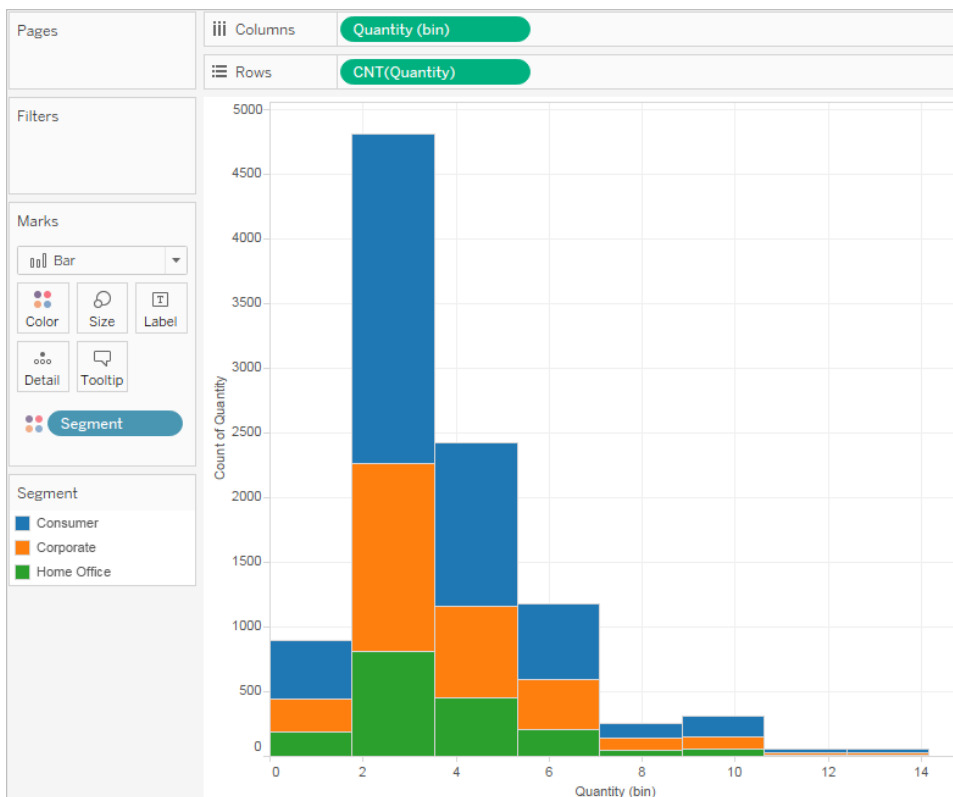 Pages
Columns
Quantity (bin)
Rows
CNT(Quantity)
Filters
Marks
Bar
Color
Size
Label
Detail
Tooltip
Segment
Segment
Consumer
Corporate
Home Office
Count of Quantity
5000
4500
4000
3500
3000
2500
2000
1500
1000
500
0
0 2 4 6 8 10 12 14
Quantity (bin)